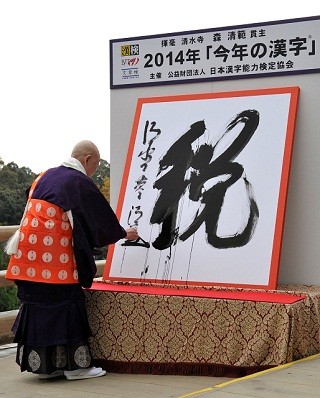 漢検
揮毫 清水寺 森 清範 貫主
2014年「今年の漢字」®
主催 公益財団法人 日本漢字能力検定協会
税